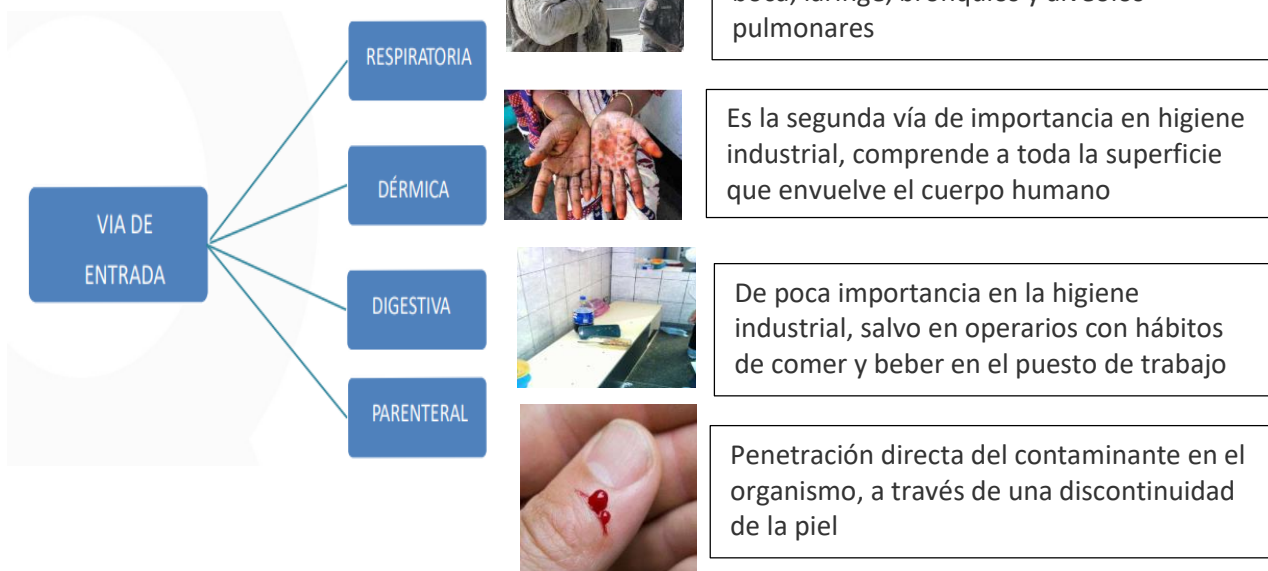 pulmonares
RESPIRATORIA
Es la segunda vía de importancia en higiene
industrial, comprende a toda la superficie
que envuelve el cuerpo humano
DÉRMICA
VIA DE
ENTRADA
De poca importancia en la higiene
industrial, salvo en operarios con hábitos
de comer y beber en el puesto de trabajo
DIGESTIVA
PARENTERAL
Penetración directa del contaminante en el
organismo, a través de una discontinuidad
de la piel